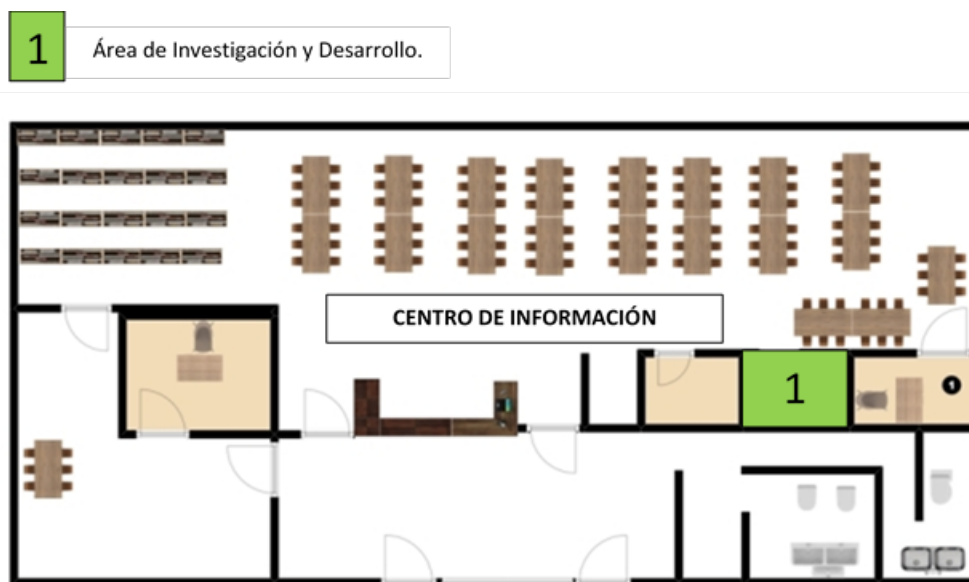 1
Área de Investigación y Desarrollo.
CENTRO DE INFORMACIÓN
1
1